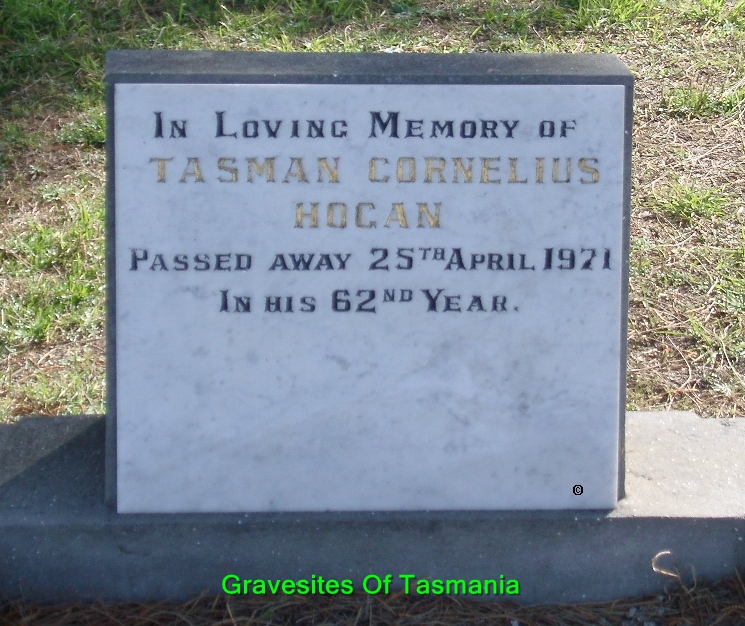 In Loving Memory of
TASMAN CORNELIUS
HOGAN
Passed away 25TH April 1971
In his 62ND Year.
©
Gravesites Of Tasmania